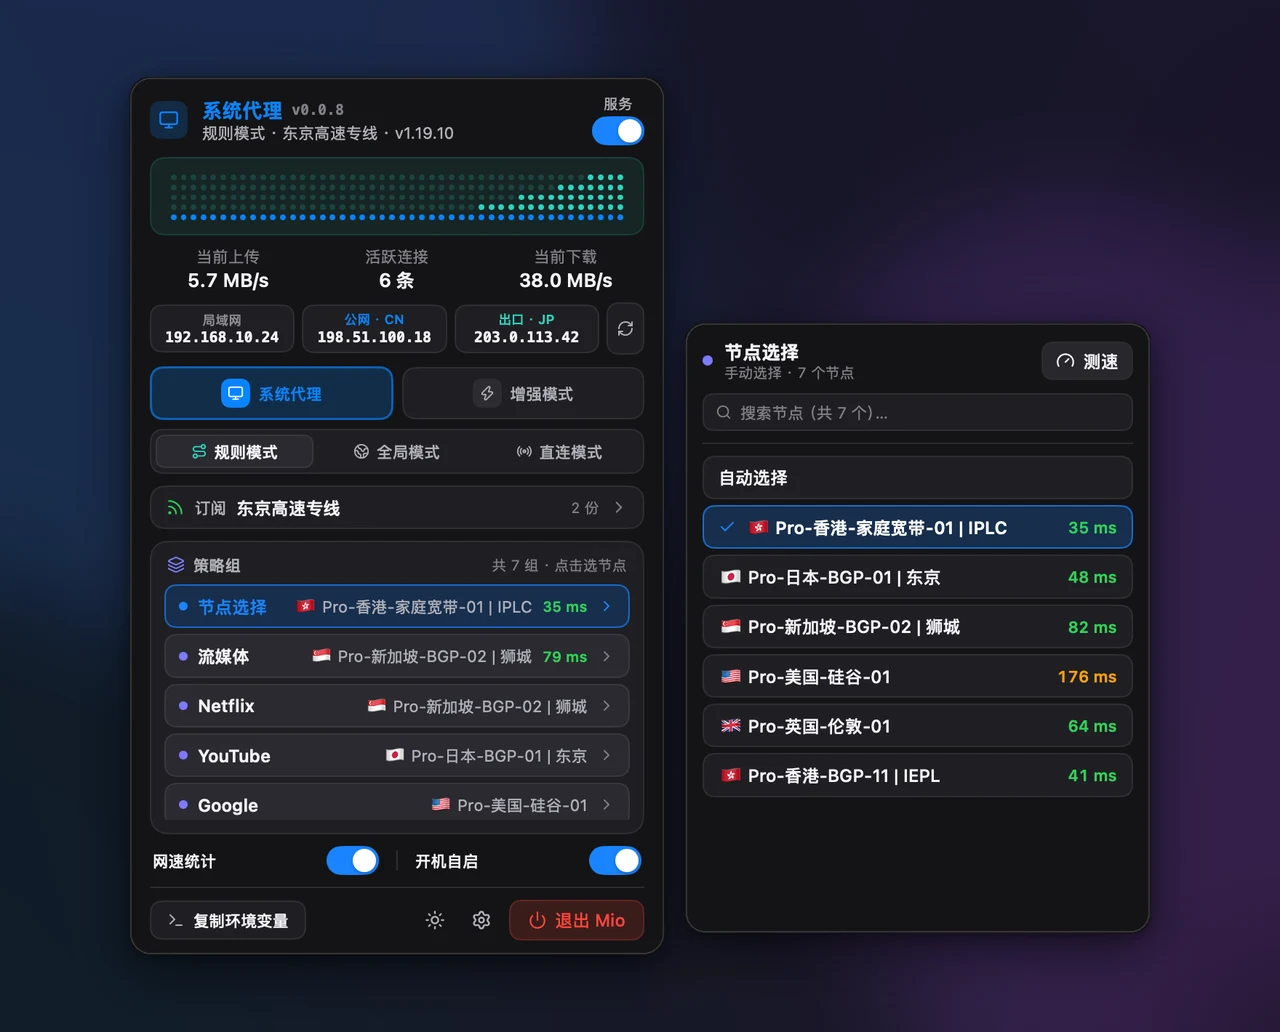 系统代理 v0.0.8
规则模式 · 东京高速专线 · v1.19.10
服务
当前上传
5.7 MB/s
活跃连接
6 条
当前下载
38.0 MB/s
局域网
192.168.10.24
公网 · CN
198.51.100.18
出口 · JP
203.0.113.42
系统代理
增强模式
规则模式
全局模式
直连模式
订阅 东京高速专线 2 份
策略组 共 7 组 · 点击选节点
节点选择 Pro-香港-家庭宽带-01 | IPLC 35 ms
流媒体 Pro-新加坡-BGP-02 | 狮城 79 ms
Netflix Pro-新加坡-BGP-02 | 狮城
YouTube Pro-日本-BGP-01 | 东京
Google Pro-美国-硅谷-01
网速统计
开机自启
复制环境变量
退出 Mio
节点选择
手动选择 · 7 个节点
测速
搜索节点（共 7 个）...
自动选择
Pro-香港-家庭宽带-01 | IPLC 35 ms
Pro-日本-BGP-01 | 东京 48 ms
Pro-新加坡-BGP-02 | 狮城 82 ms
Pro-美国-硅谷-01 176 ms
Pro-英国-伦敦-01 64 ms
Pro-香港-BGP-11 | IEPL 41 ms